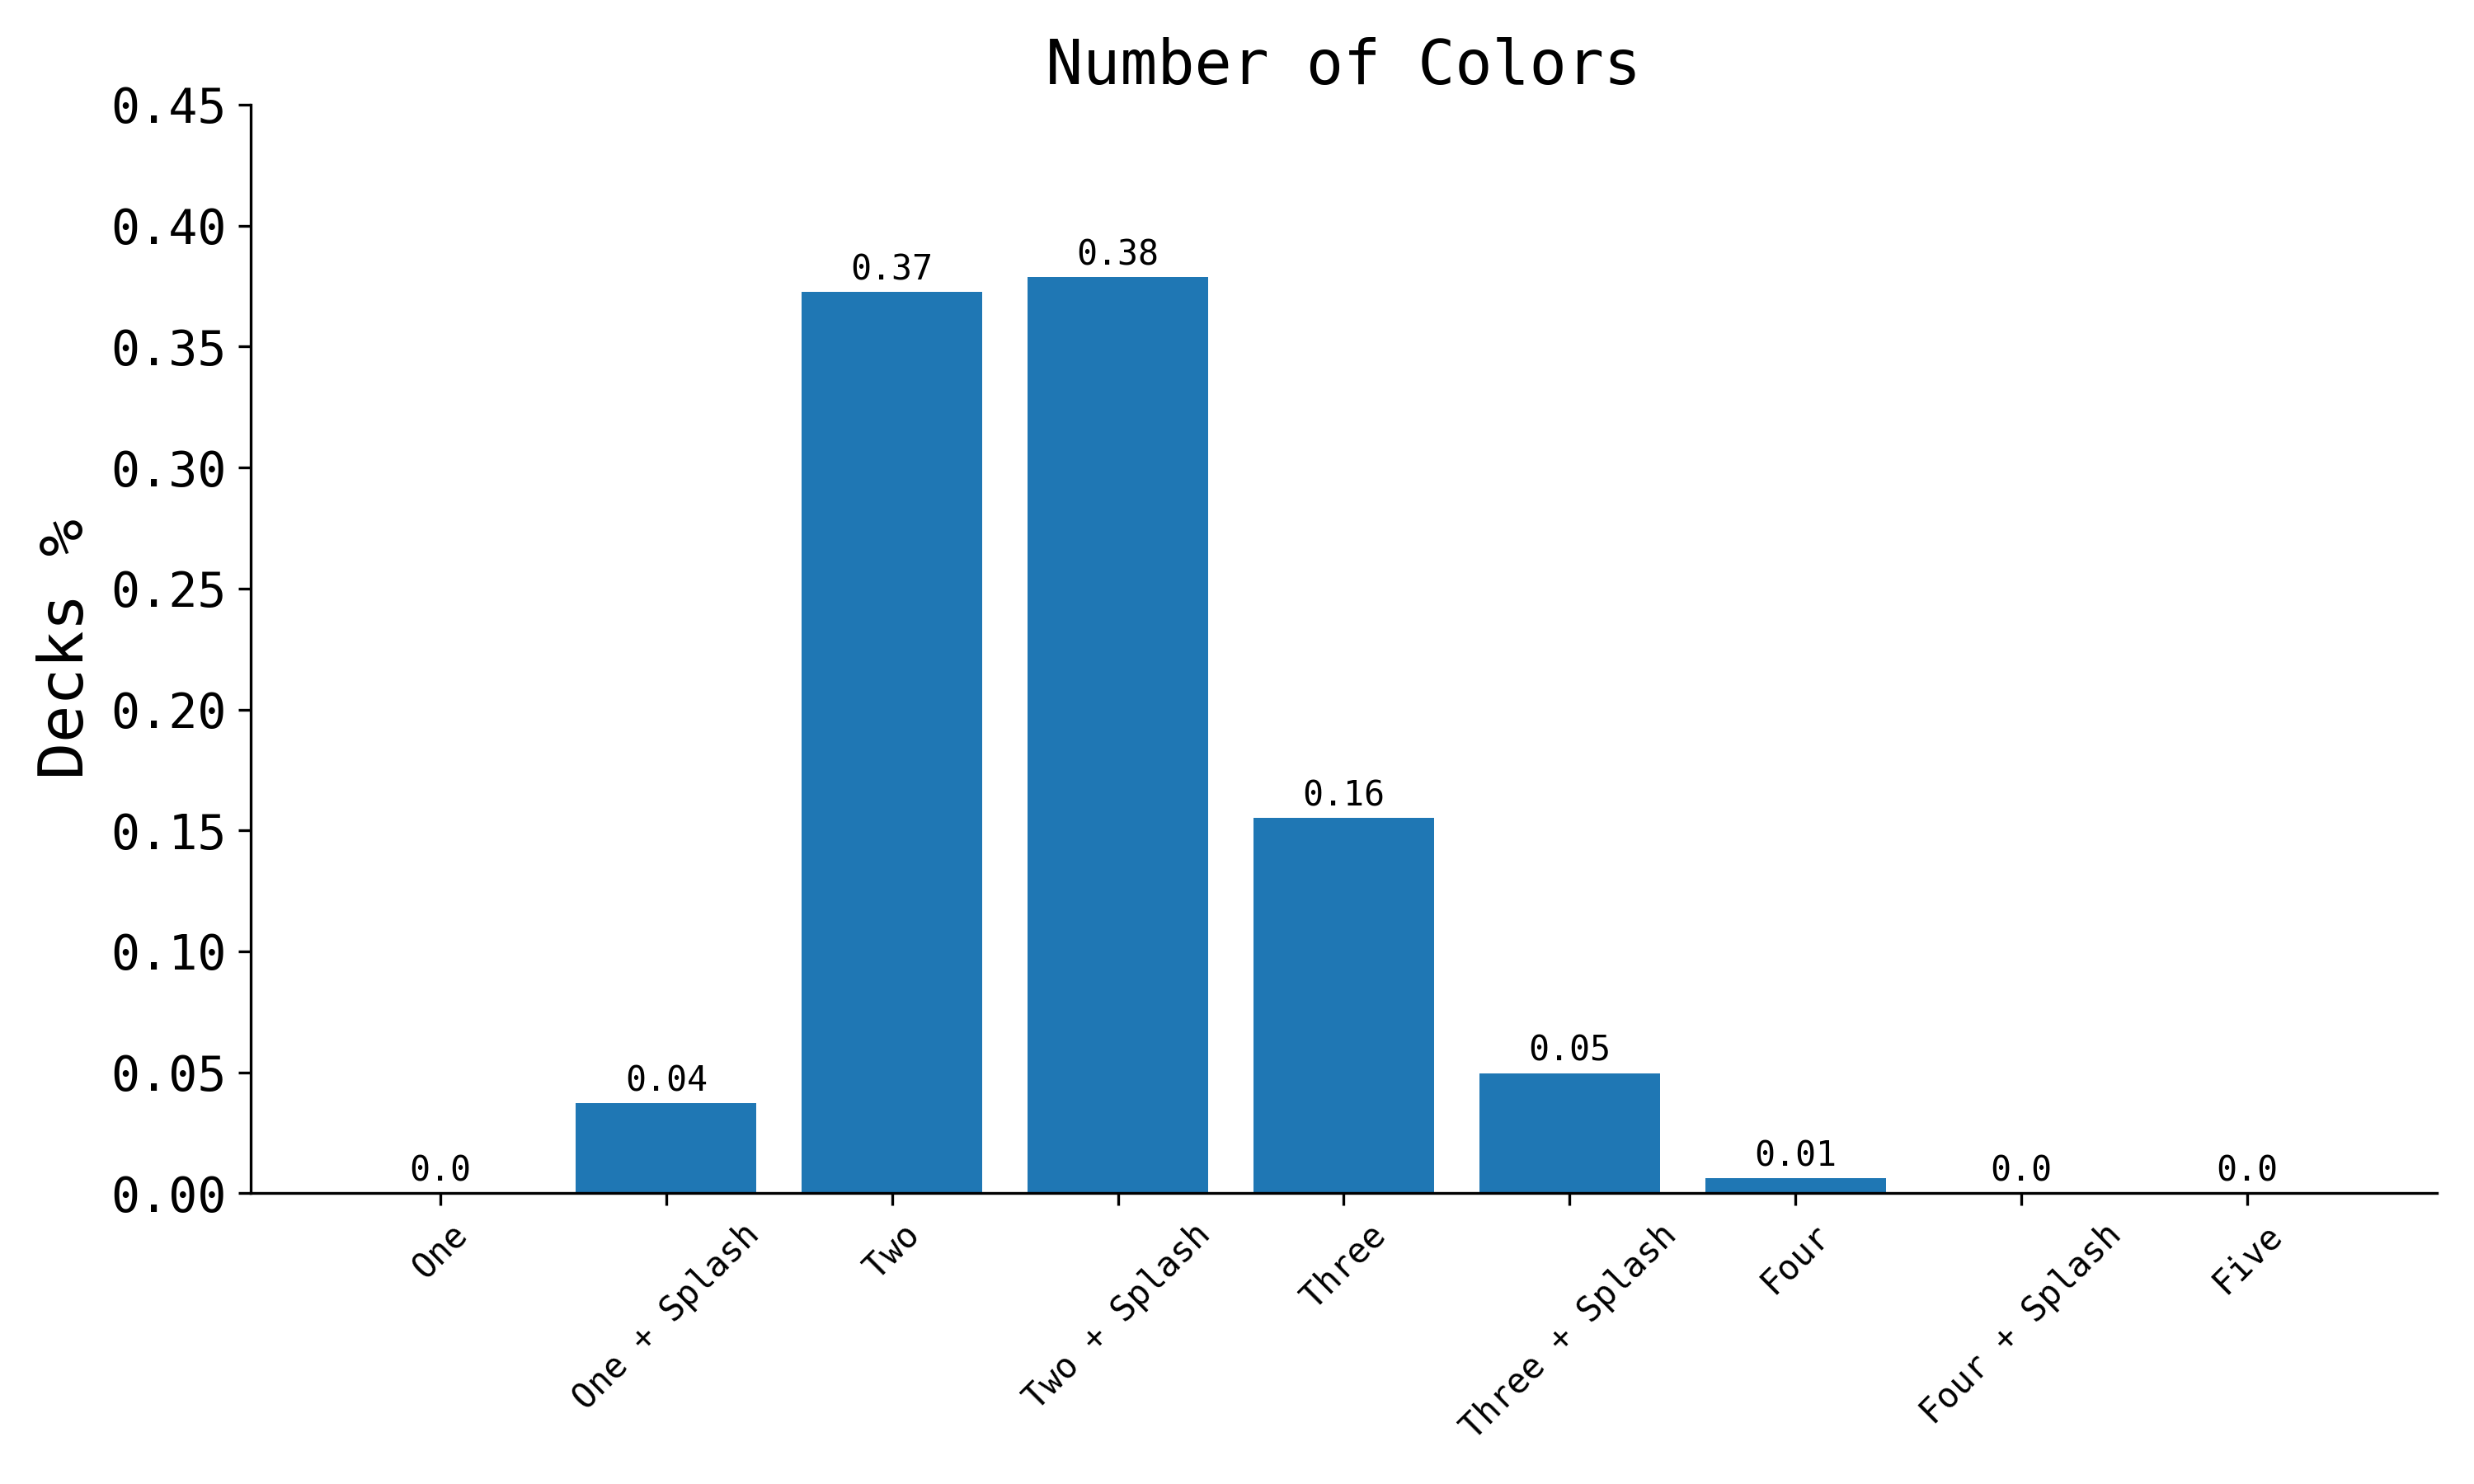 Number of Colors
Decks %
0.45
0.40
0.35
0.30
0.25
0.20
0.15
0.10
0.05
0.00
0.0
0.04
0.37
0.38
0.16
0.05
0.01
0.0
0.0
One
One + Splash
Two
Two + Splash
Three
Three + Splash
Four
Four + Splash
Five